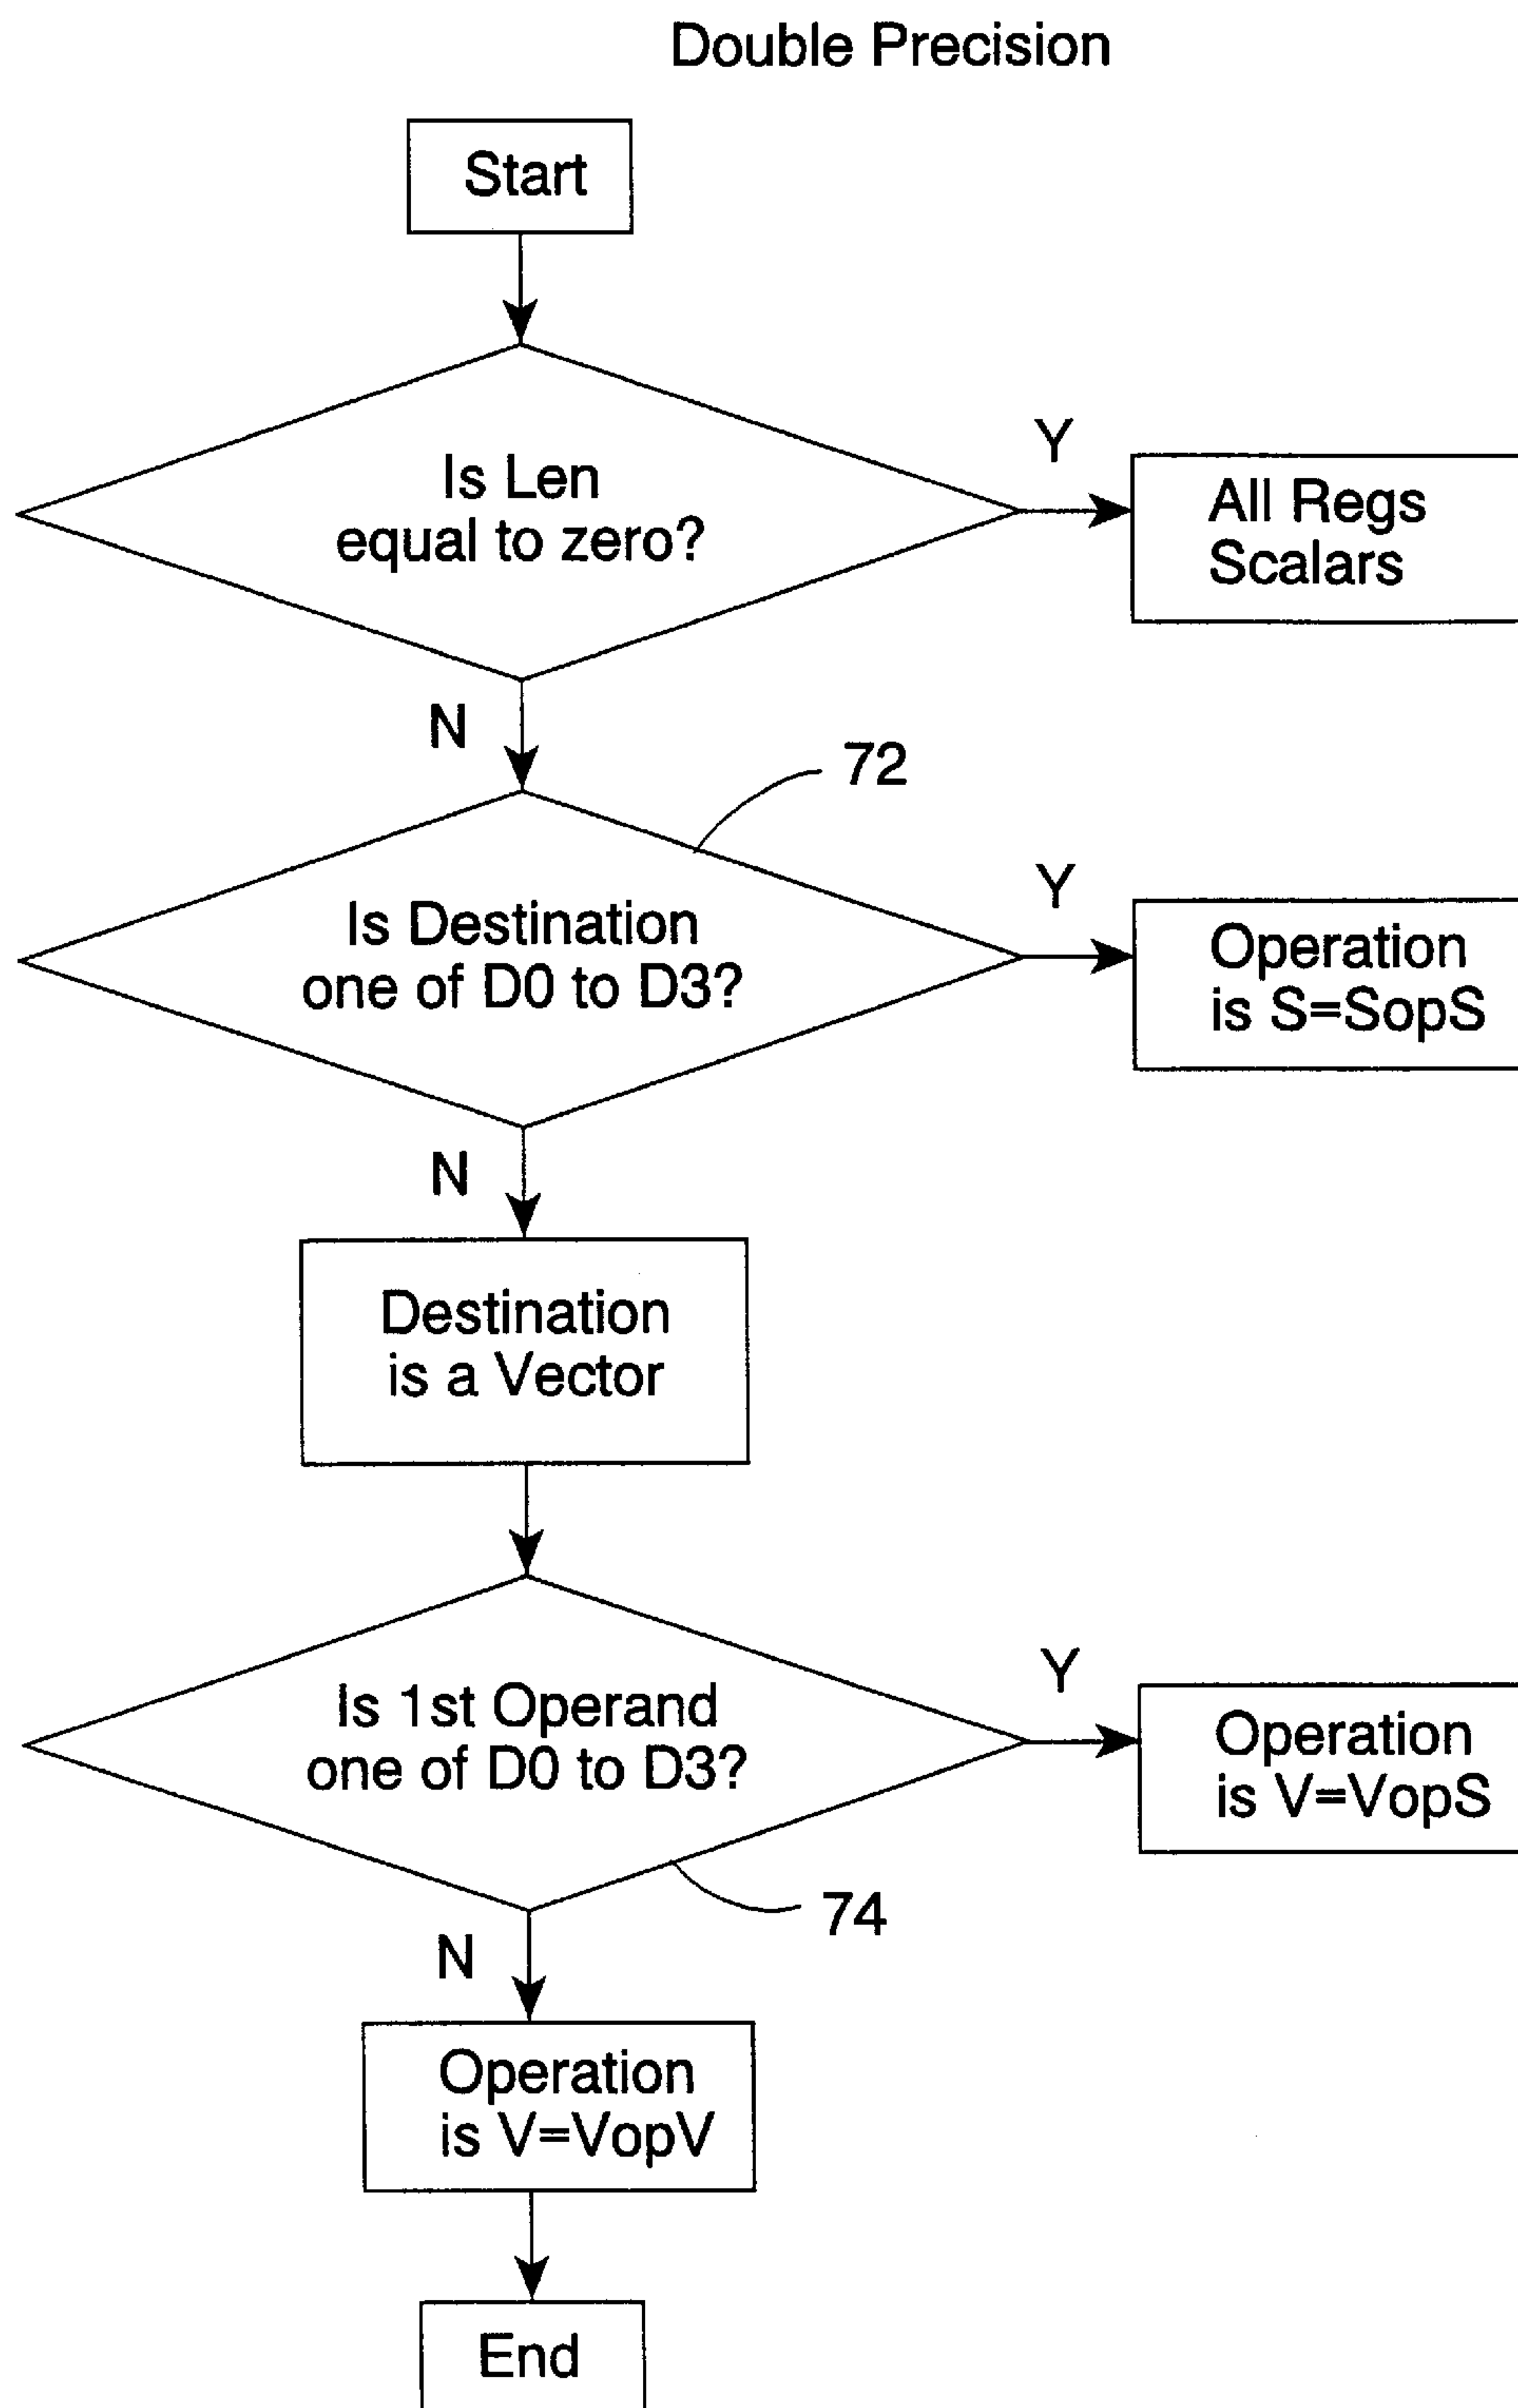 Double Precision
Start
Is Len
equal to zero?
Y
All Regs
Scalars
N
72
Is Destination
one of D0 to D3?
Y
Operation
is S=SopS
N
Destination
is a Vector
Is 1st Operand
one of D0 to D3?
Y
Operation
is V=VopS
74
N
Operation
is V=VopV
End